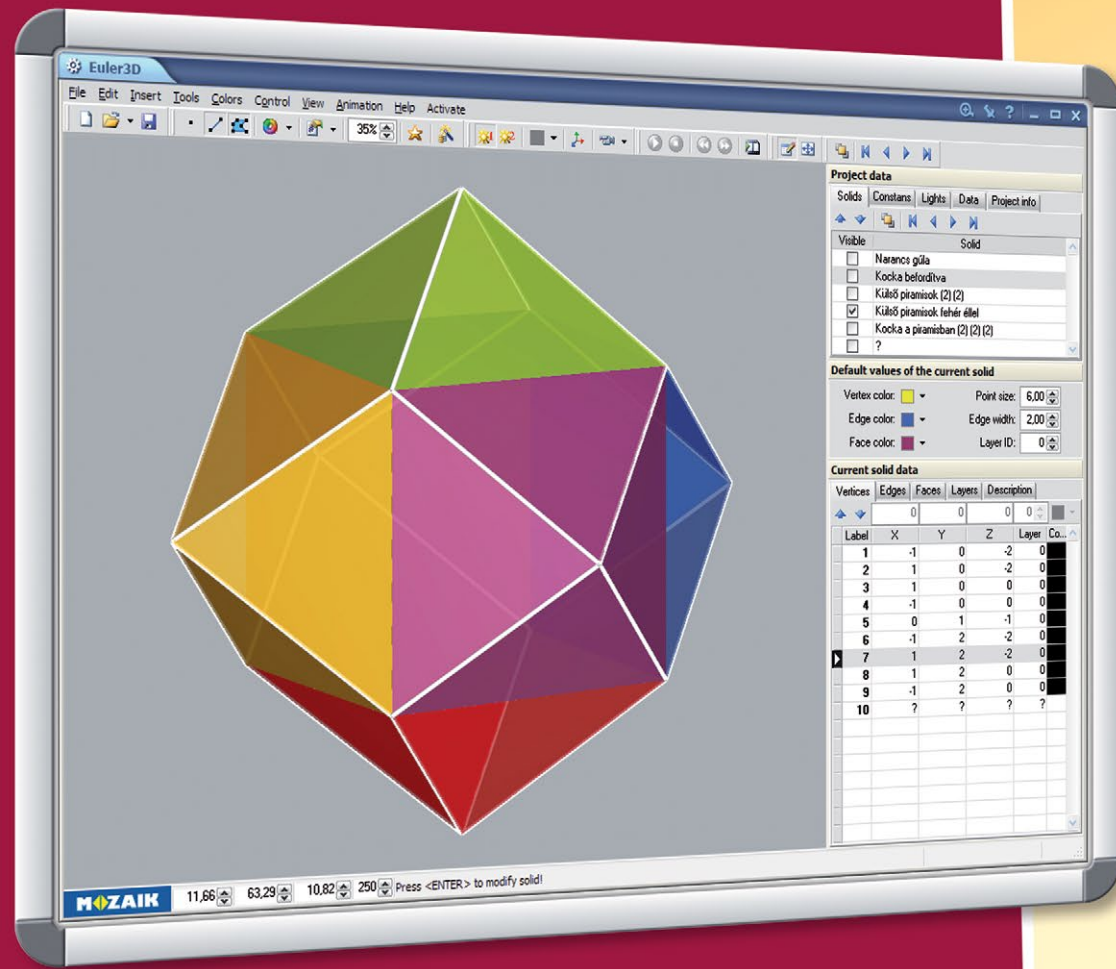 Euler3D
File Edit Insert Tools Colors Control View Animation Help Activate
35%
Project data
Solids Constans Lights Data Project info
Visible Solid
Narancs gúla
Kocka befordítva
Külső piramisok (2) (2)
Külső piramisok fehér éllel
Kocka a piramisban (2) (2) (2)
?
Default values of the current solid
Vertex color: Point size: 6,00
Edge color: Edge width: 2,00
Face color: Layer ID: 0
Current solid data
Vertices Edges Faces Layers Description
0 0 0 0
Label X Y Z Layer Co...
1 -1 0 -2 0
2 1 0 -2 0
3 1 0 0 0
4 -1 0 0 0
5 0 1 -1 0
6 -1 2 -2 0
7 1 2 -2 0
8 1 2 0 0
9 -1 2 0 0
10 ? ? ? ?
MOZAIK 11,66 63,29 10,82 250 Press <ENTER> to modify solid!